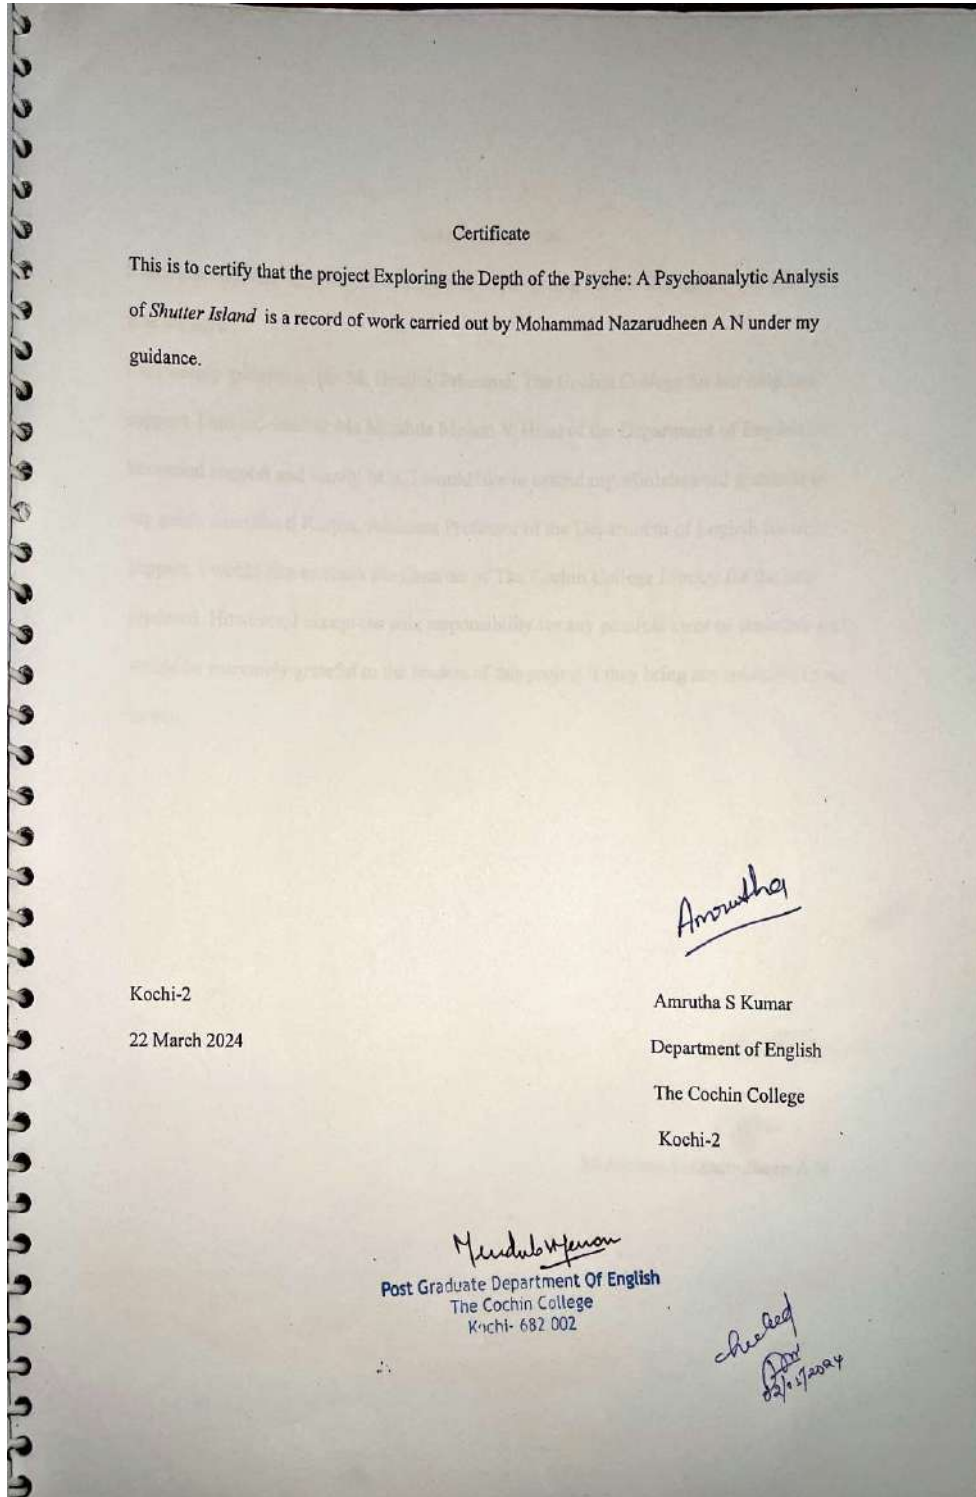 Certificate
This is to certify that the project Exploring the Depth of the Psyche: A Psychoanalytic Analysis
of Shutter Island is a record of work carried out by Mohammad Nazarudheen A N under my
guidance.
Amrutha
Kochi-2
22 March 2024
Amrutha S Kumar
Department of English
The Cochin College
Kochi-2
Post Graduate Department Of English
The Cochin College
Kochi- 682 002
checked